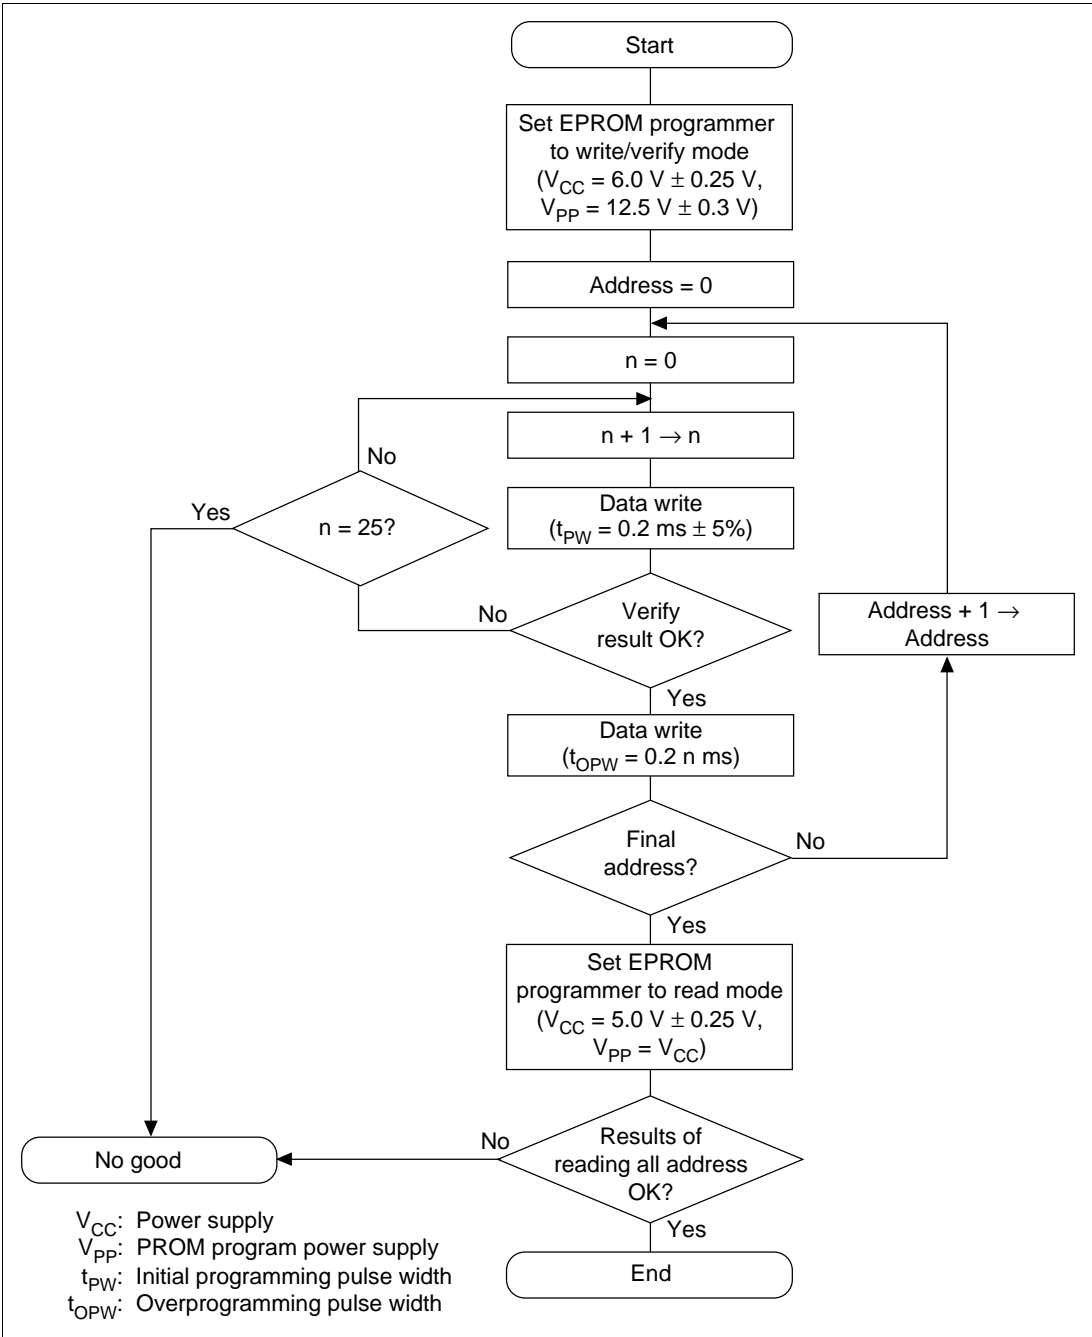 Start
Set EPROM programmer
to write/verify mode
(VCC = 6.0 V ± 0.25 V,
VPP = 12.5 V ± 0.3 V)
Address = 0
n = 0
n + 1 → n
No
Yes
n = 25?
Data write
(tPW = 0.2 ms ± 5%)
No
Verify
result OK?
Address + 1 →
Address
Yes
Data write
(tOPW = 0.2 n ms)
Final
address?
No
Yes
Set EPROM
programmer to read mode
(VCC = 5.0 V ± 0.25 V,
VPP = VCC)
No good
No
Results of
reading all address
OK?
Yes
End
VCC: Power supply
VPP: PROM program power supply
tPW: Initial programming pulse width
tOPW: Overprogramming pulse width